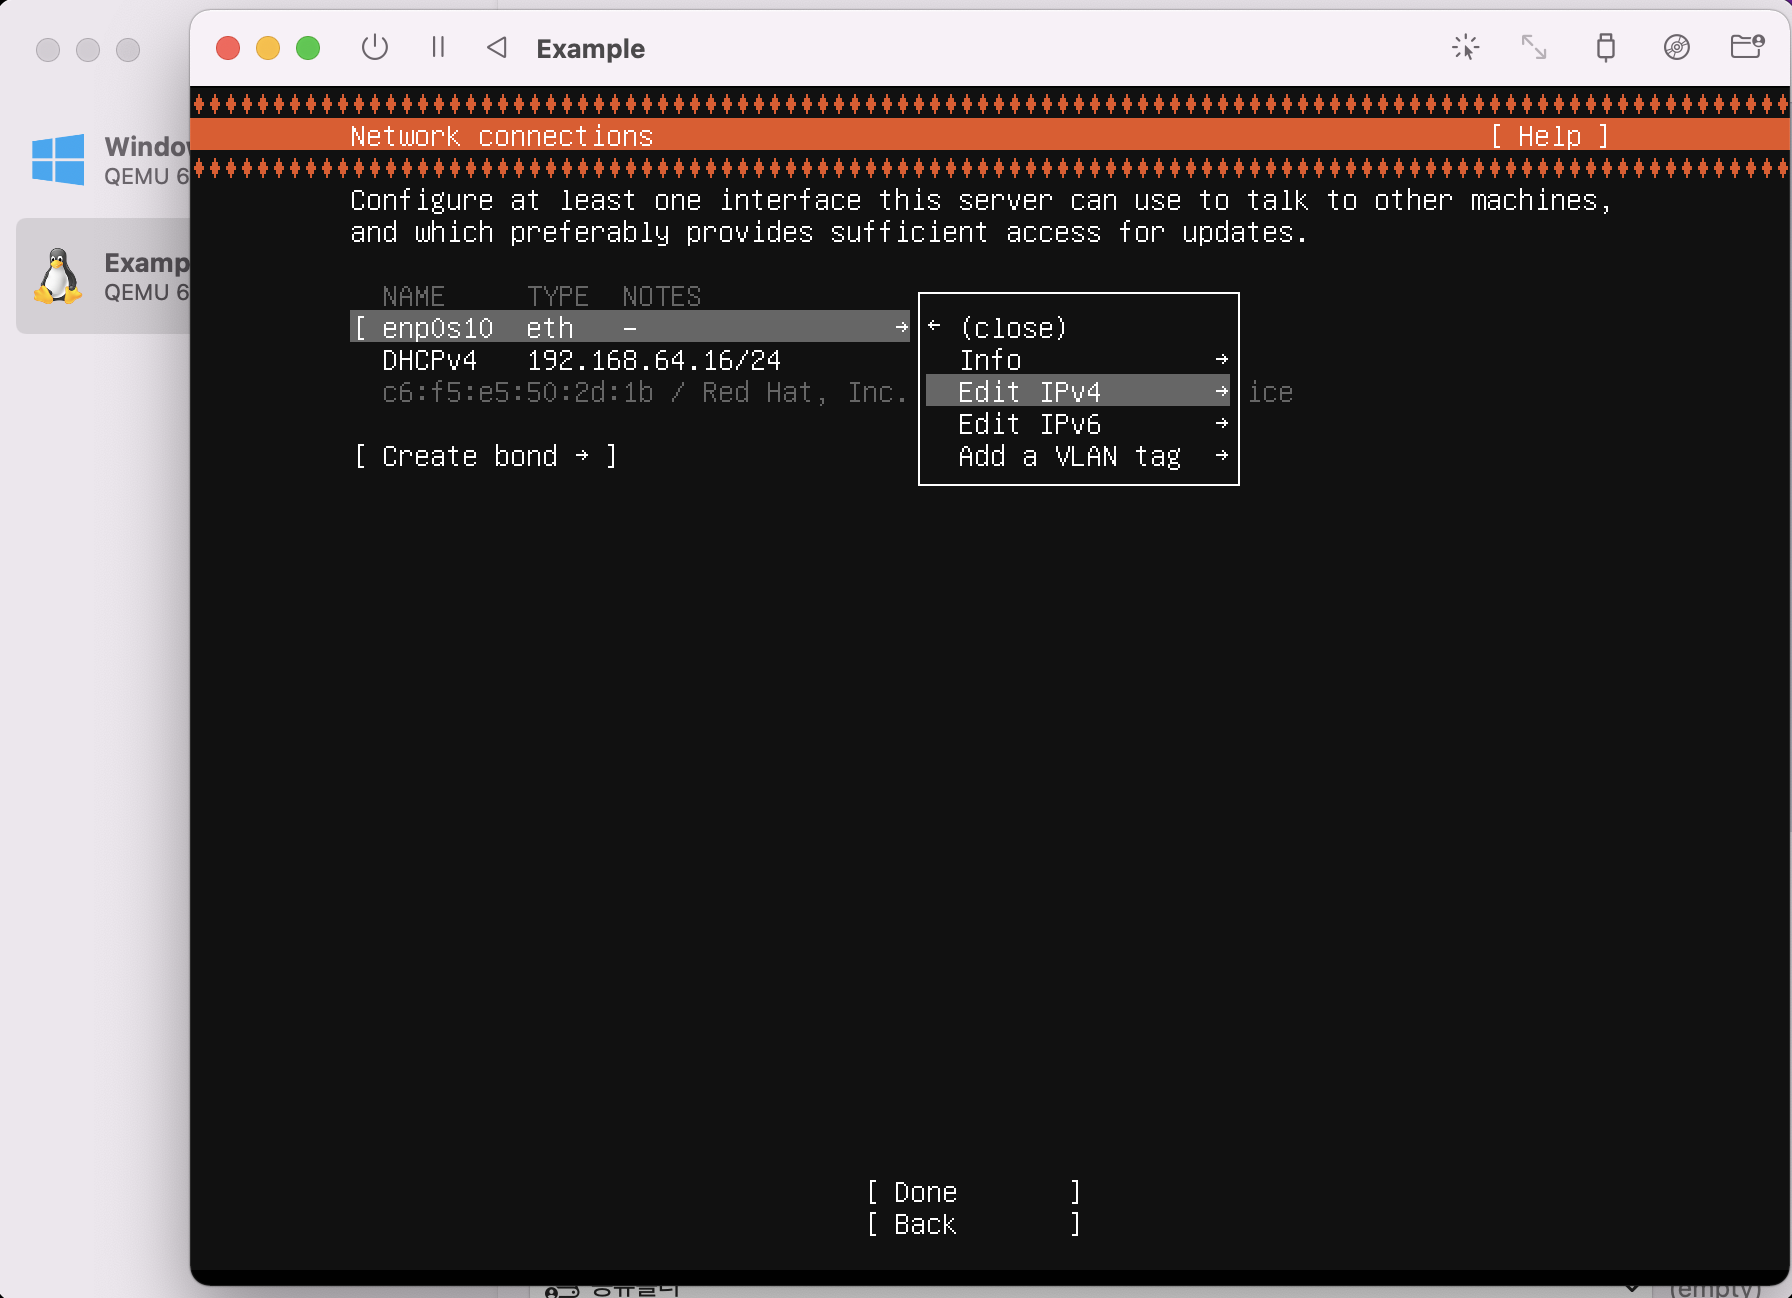 Example
Windo
QEMU 6
Examp
QEMU 6
Network connections [ Help ]
Configure at least one interface this server can use to talk to other machines,
and which preferably provides sufficient access for updates.
NAME TYPE NOTES
[ enp0s10 eth – →
DHCPv4 192.168.64.16/24
c6:f5:e5:50:2d:1b / Red Hat, Inc. ice
[ Create bond → ]
← (close)
Info →
Edit IPv4 →
Edit IPv6 →
Add a VLAN tag →
[ Done ]
[ Back ]
(empty)